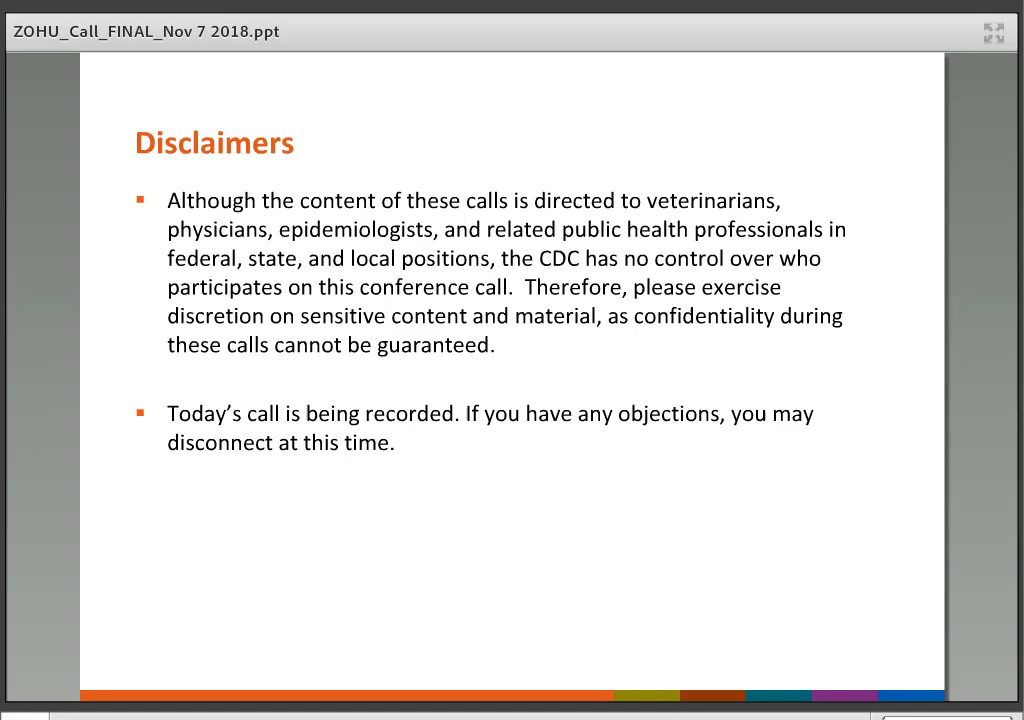 ZOHU_Call_FINAL_Nov 7 2018.ppt
Disclaimers
▪ Although the content of these calls is directed to veterinarians,
physicians, epidemiologists, and related public health professionals in
federal, state, and local positions, the CDC has no control over who
participates on this conference call.  Therefore, please exercise
discretion on sensitive content and material, as confidentiality during
these calls cannot be guaranteed.
▪ Today’s call is being recorded. If you have any objections, you may
disconnect at this time.